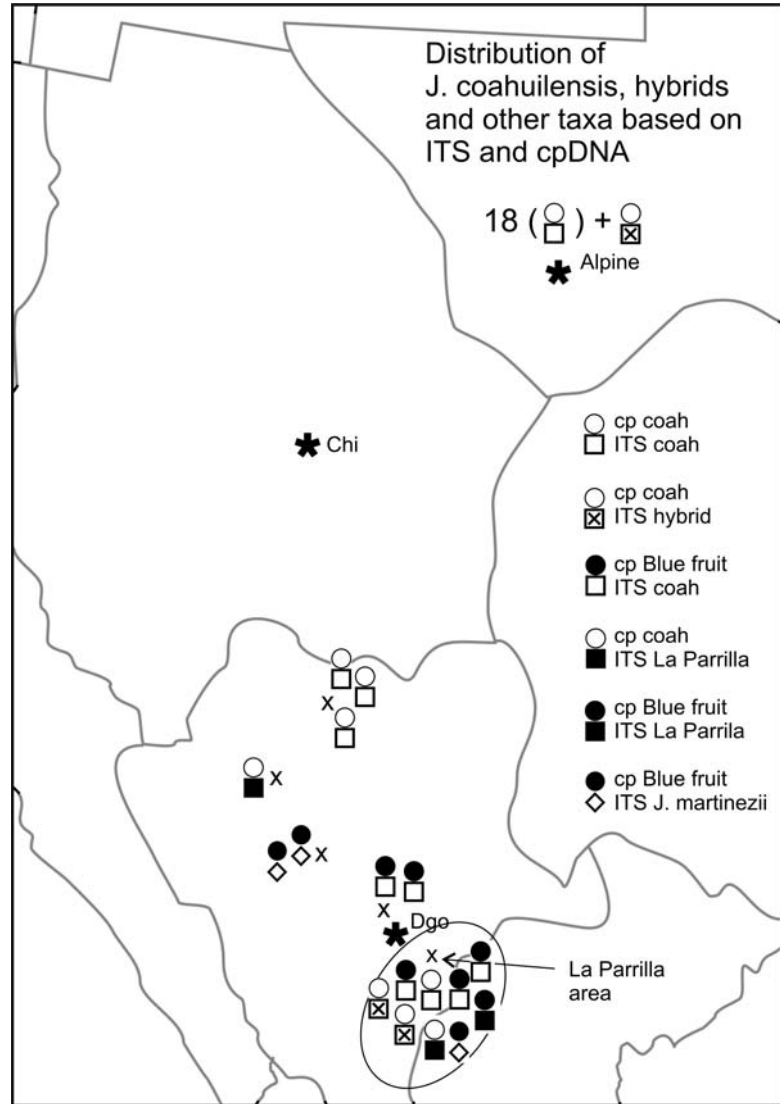 Distribution of
J. coahuilensis, hybrids
and other taxa based on
ITS and cpDNA
18 ( ) +
Alpine
Chi
cp coah
ITS coah
cp coah
ITS hybrid
cp Blue fruit
ITS coah
cp coah
ITS La Parrilla
cp Blue fruit
ITS La Parrila
cp Blue fruit
ITS J. martinezii
x
x
x
x
Dgo
x
La Parrilla
area